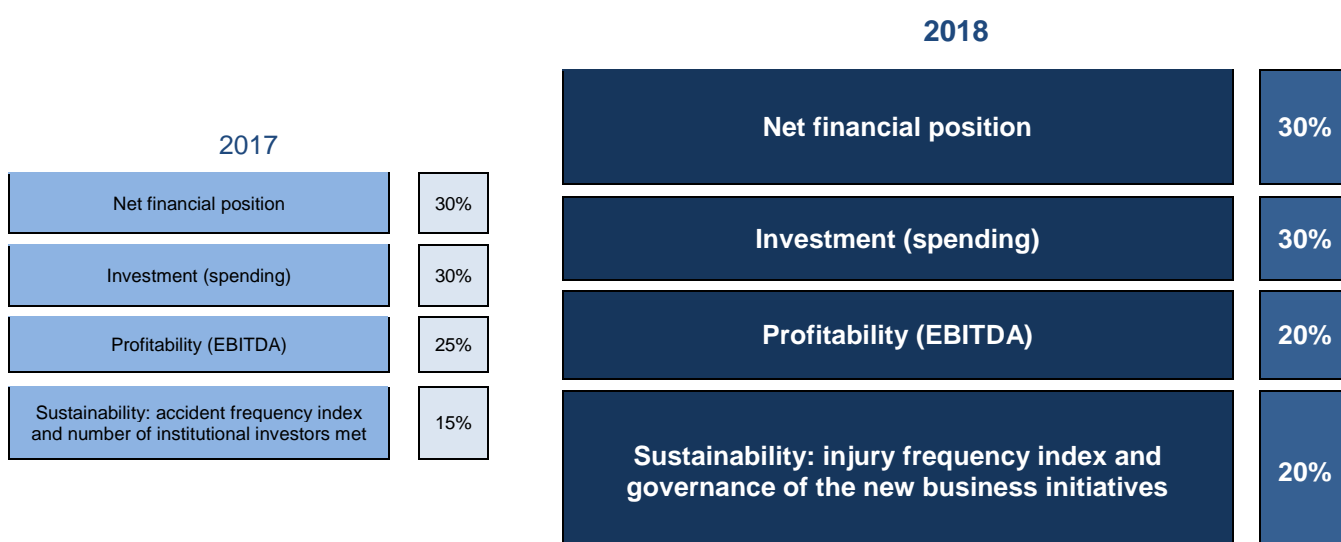 2017
Net financial position 30%
Investment (spending) 30%
Profitability (EBITDA) 25%
Sustainability: accident frequency index
and number of institutional investors met 15%
2018
Net financial position 30%
Investment (spending) 30%
Profitability (EBITDA) 20%
Sustainability: injury frequency index and
governance of the new business initiatives 20%